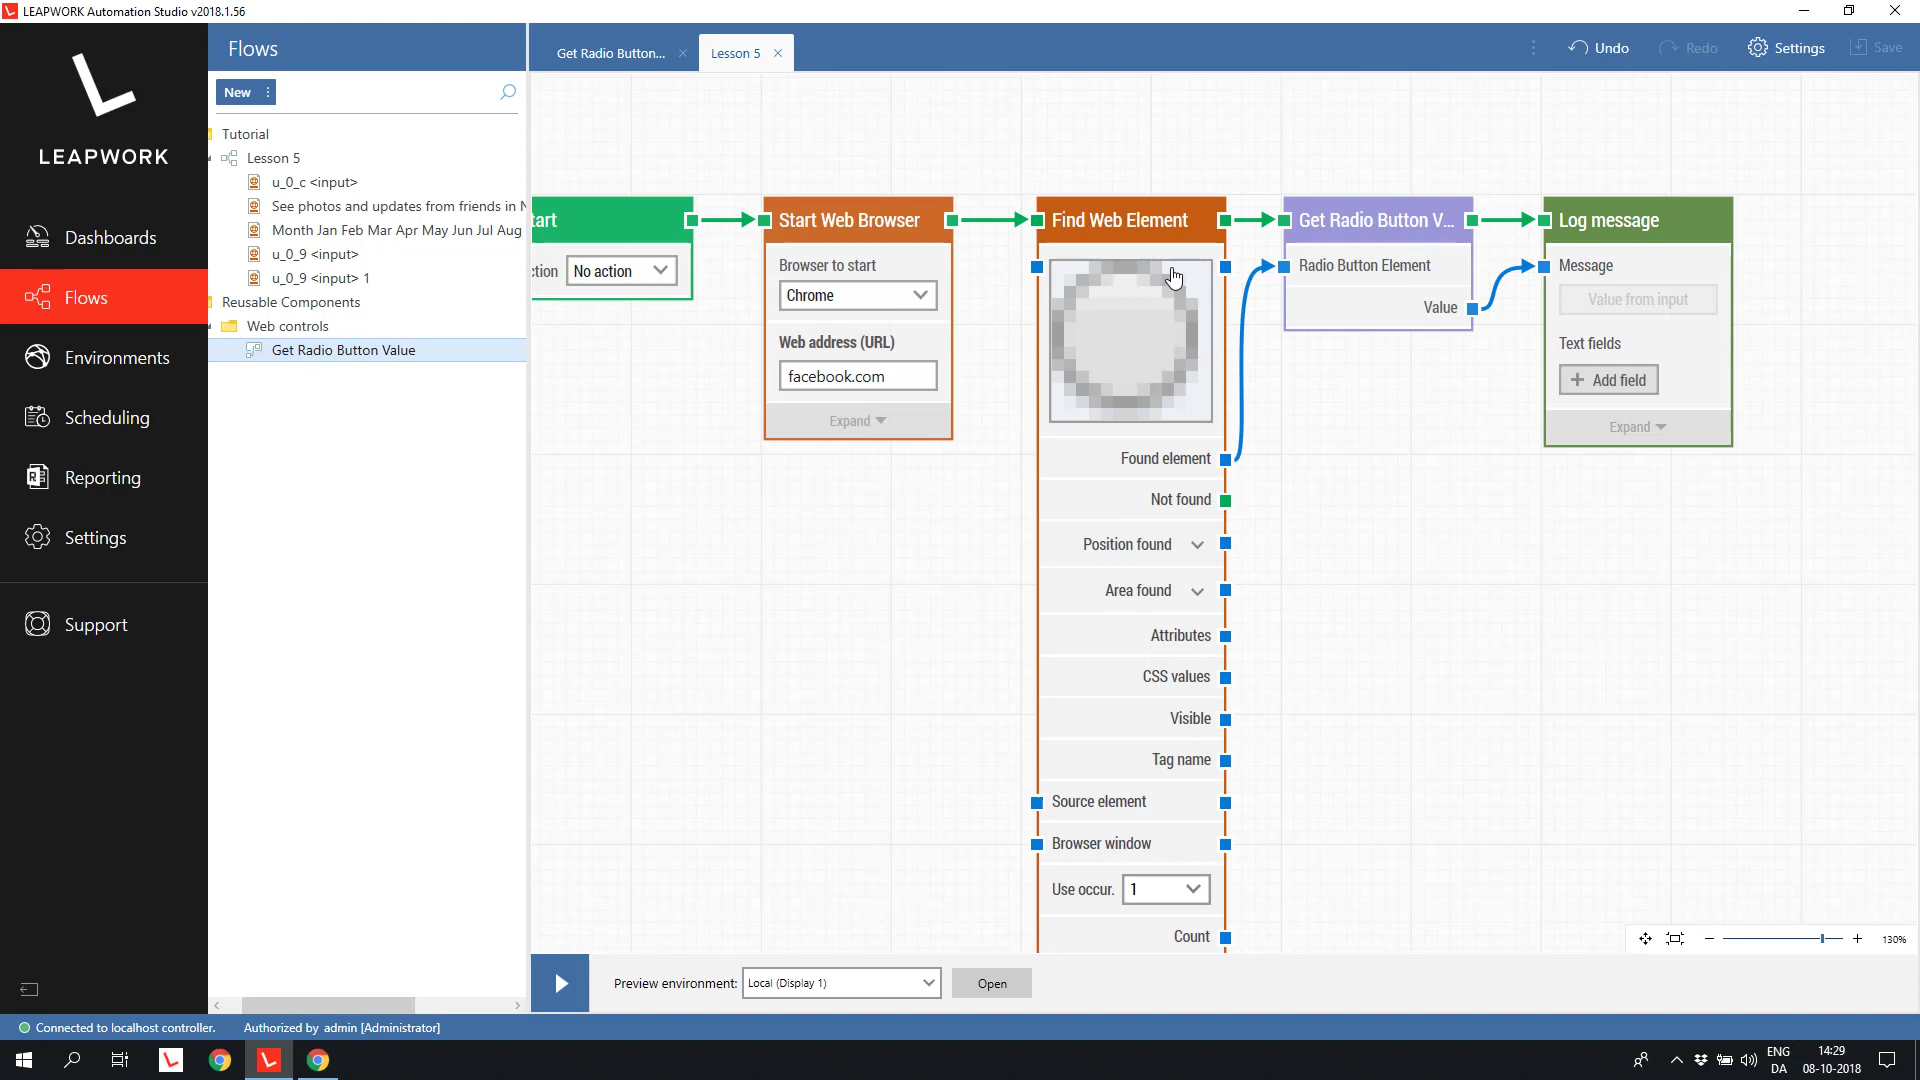 LEAPWORK Automation Studio v2018.1.56
LEAPWORK
Dashboards
Flows
Environments
Scheduling
Reporting
Settings
Support
Flows
New
Tutorial
Lesson 5
u_0_c <input>
See photos and updates from friends in N
Month Jan Feb Mar Apr May Jun Jul Aug
u_0_9 <input>
u_0_9 <input> 1
Reusable Components
Web controls
Get Radio Button Value
Get Radio Button...
Lesson 5
Undo
Redo
Settings
Save
tart
ction
No action
Start Web Browser
Browser to start
Chrome
Web address (URL)
facebook.com
Expand
Find Web Element
Found element
Not found
Position found
Area found
Attributes
CSS values
Visible
Tag name
Source element
Browser window
Use occur. 1
Count
Get Radio Button V...
Radio Button Element
Value
Log message
Message
Value from input
Text fields
Add field
Expand
130%
Preview environment: Local (Display 1) Open
Connected to localhost controller. Authorized by admin [Administrator]
ENG
DA
14:29
08-10-2018